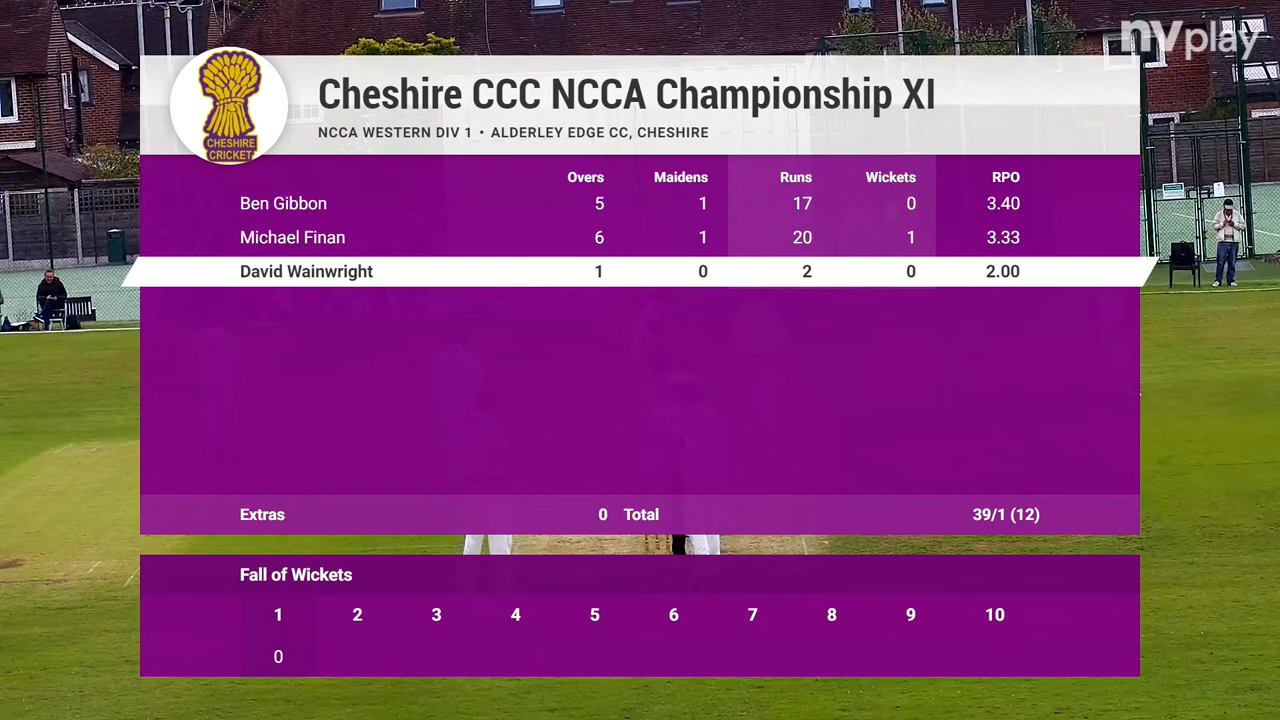 nvplay
Cheshire CCC NCCA Championship XI
NCCA WESTERN DIV 1 • ALDERLEY EDGE CC, CHESHIRE
CHESHIRE
CRICKET
Overs Maidens Runs Wickets RPO
Ben Gibbon 5 1 17 0 3.40
Michael Finan 6 1 20 1 3.33
David Wainwright 1 0 2 0 2.00
Extras 0 Total 39/1 (12)
Fall of Wickets
1 2 3 4 5 6 7 8 9 10
0